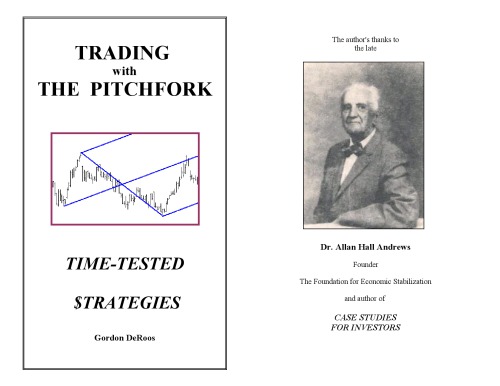 TRADING
with
THE PITCHFORK
TIME-TESTED
$TRATEGIES
Gordon DeRoos
The author's thanks to
the late
Dr. Allan Hall Andrews
Founder
The Foundation for Economic Stabilization
and author of
CASE STUDIES
FOR INVESTORS